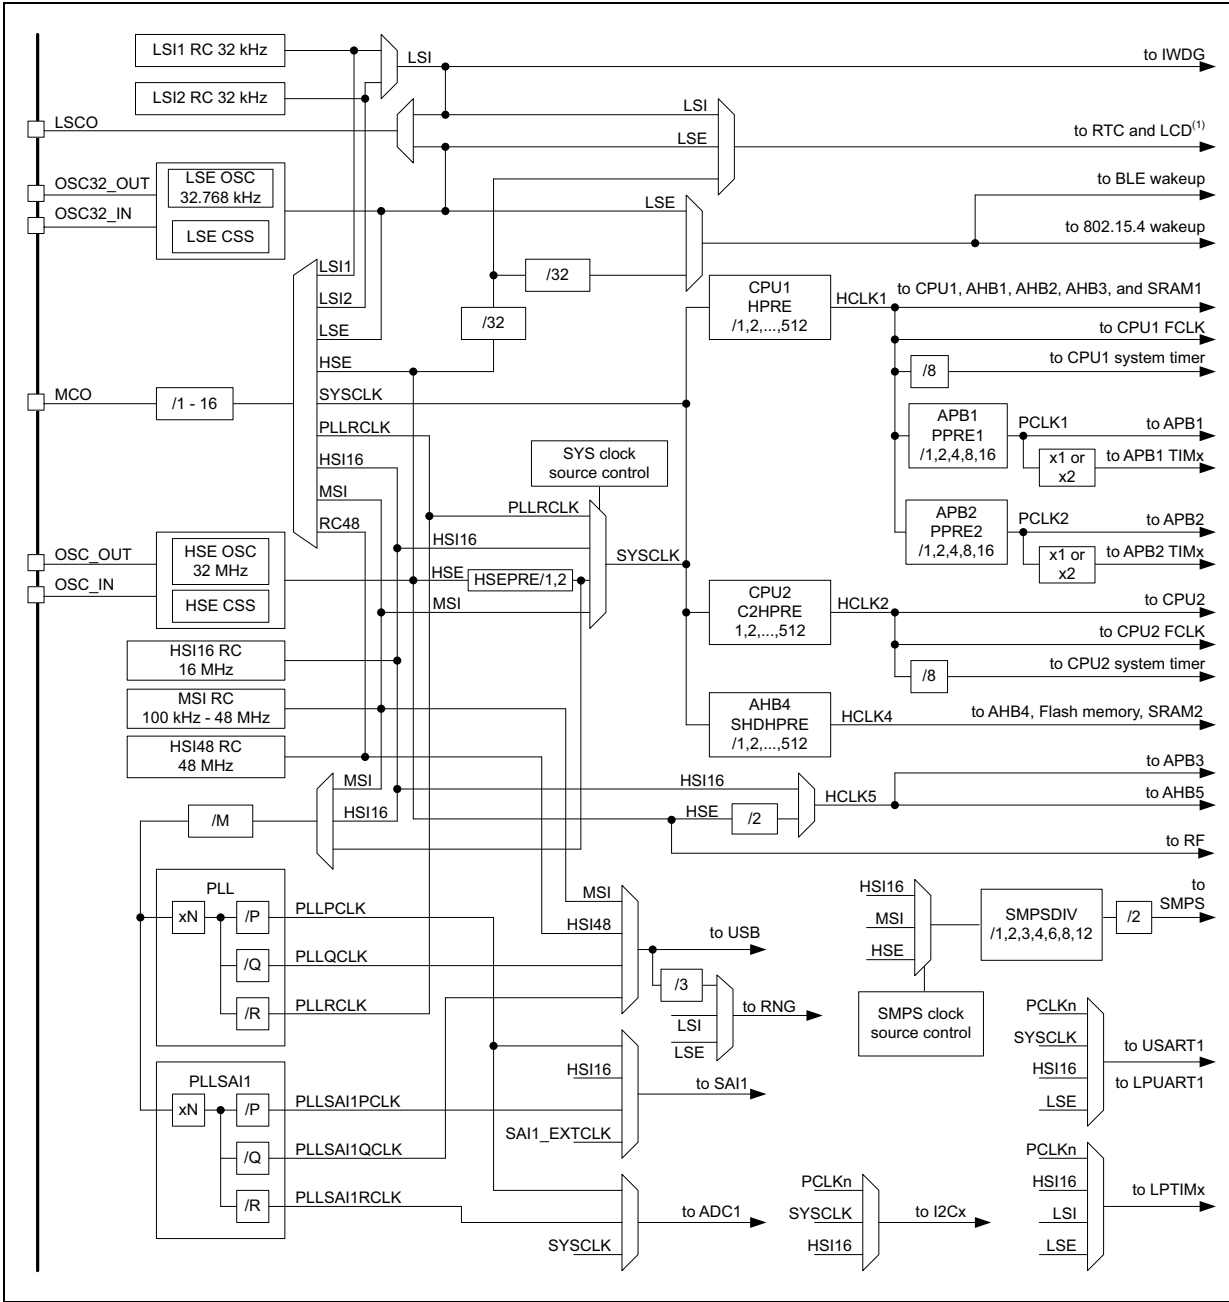 LSI1 RC 32 kHz
LSI
to IWDG
LSI2 RC 32 kHz
LSI
LSCO
to RTC and LCD(1)
LSE
OSC32_OUT
LSE OSC
32.768 kHz
to BLE wakeup
OSC32_IN
LSE CSS
LSE
to 802.15.4 wakeup
LSI1
/32
LSI2
/32
CPU1
HPRE
/1,2,...,512
HCLK1
to CPU1, AHB1, AHB2, AHB3, and SRAM1
LSE
to CPU1 FCLK
HSE
/8
to CPU1 system timer
MCO
/1 - 16
SYSCLK
PLLRCLK
APB1
PPRE1
/1,2,4,8,16
PCLK1
to APB1
x1 or
x2
to APB1 TIMx
HSI16
SYS clock
source control
MSI
PLLRCLK
RC48
APB2
PPRE2
/1,2,4,8,16
PCLK2
to APB2
x1 or
x2
to APB2 TIMx
OSC_OUT
HSE OSC
32 MHz
HSI16
SYSCLK
OSC_IN
HSE CSS
HSE
HSEPRE/1,2
MSI
CPU2
C2HPRE
1,2,...,512
HCLK2
to CPU2
to CPU2 FCLK
/8
to CPU2 system timer
HSI16 RC
16 MHz
MSI RC
100 kHz - 48 MHz
AHB4
SHDHPRE
/1,2,...,512
HCLK4
to AHB4, Flash memory, SRAM2
HSI48 RC
48 MHz
MSI
HSI16
HCLK5
to APB3
to AHB5
/M
HSI16
HSE
/2
to RF
PLL
xN
/P
PLLPCLK
/Q
PLLQCLK
/R
PLLRCLK
MSI
HSI48
to USB
/3
LSI
LSE
to RNG
HSI16
MSI
HSE
SMPSDIV
/1,2,3,4,6,8,12
/2
to
SMPS
SMPS clock
source control
PLLSAI1
xN
/P
PLLSAI1PCLK
/Q
PLLSAI1QCLK
/R
PLLSAI1RCLK
HSI16
to SAI1
SAI1_EXTCLK
PCLKn
SYSCLK
to USART1
HSI16
to LPUART1
LSE
to ADC1
SYSCLK
PCLKn
SYSCLK
to I2Cx
HSI16
PCLKn
HSI16
to LPTIMx
LSI
LSE